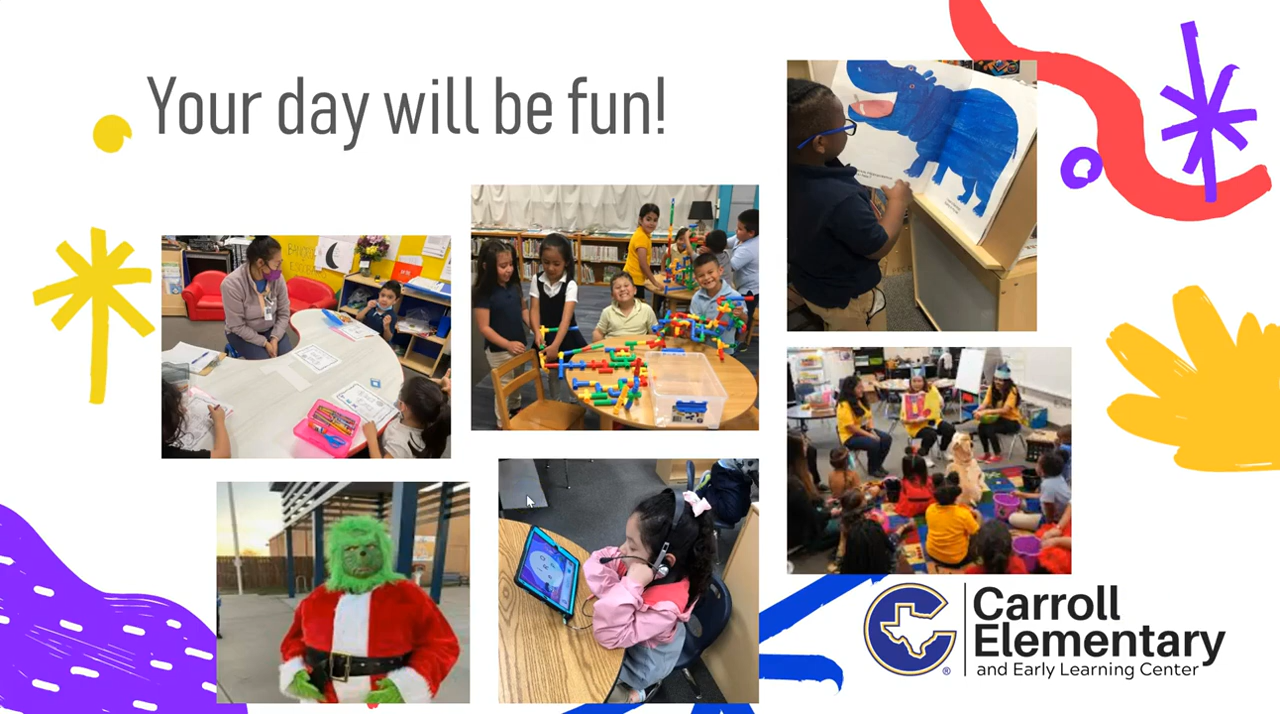 Your day will be fun!
Carroll
Elementary
and Early Learning Center
®